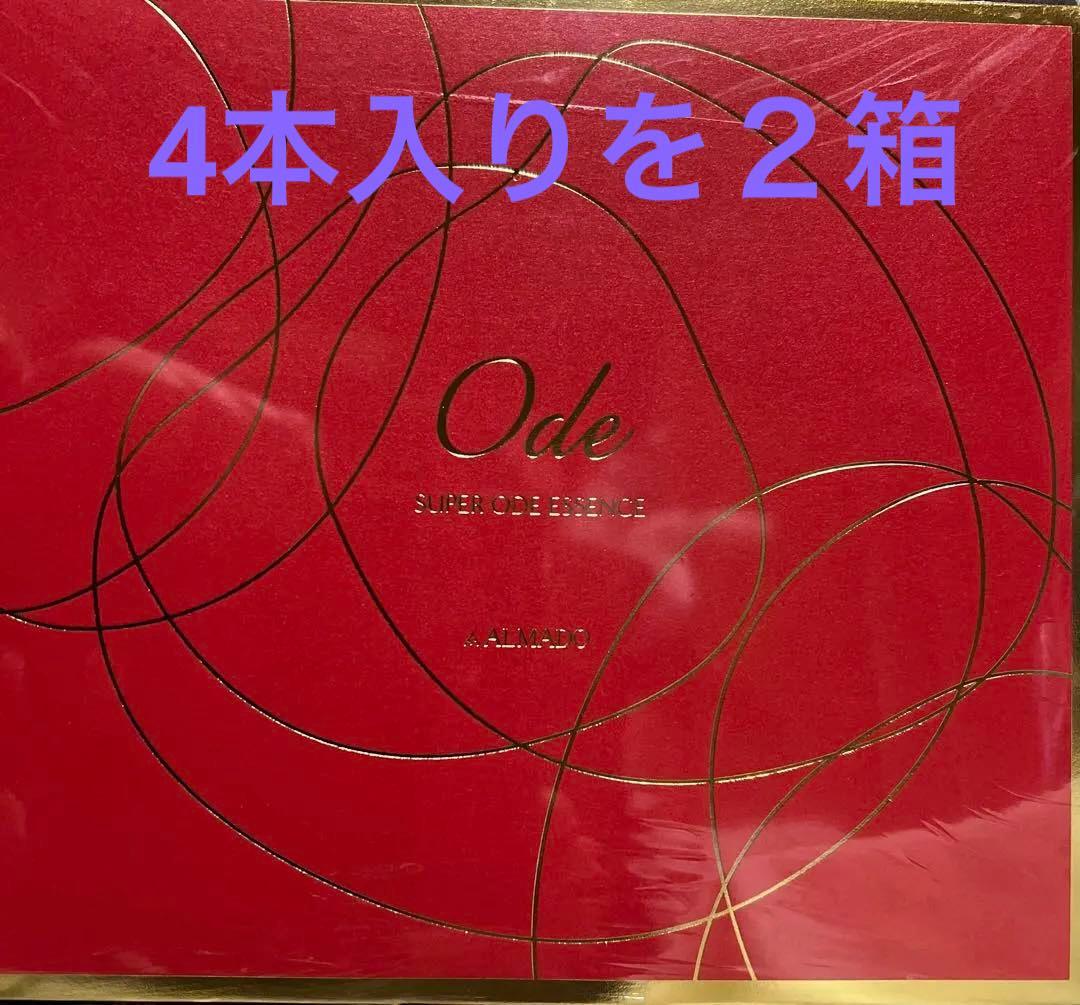 4本入りを２箱
Ode
SUPER ODE ESSENCE
ALMADO